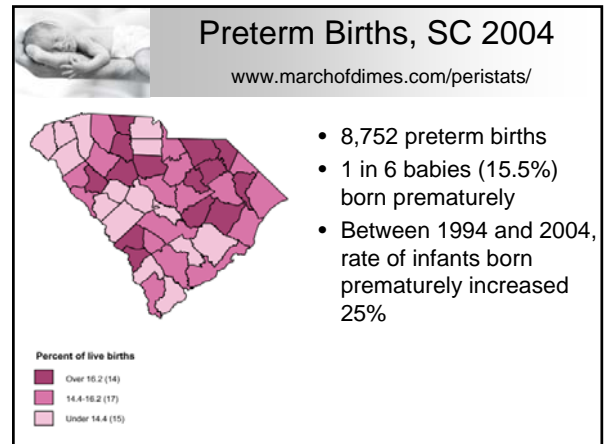 Preterm Births, SC 2004
www.marchofdimes.com/peristats/
• 8,752 preterm births
• 1 in 6 babies (15.5%)
born prematurely
• Between 1994 and 2004,
rate of infants born
prematurely increased
25%
Percent of live births
Over 16.2 (14)
14.4-16.2 (17)
Under 14.4 (15)